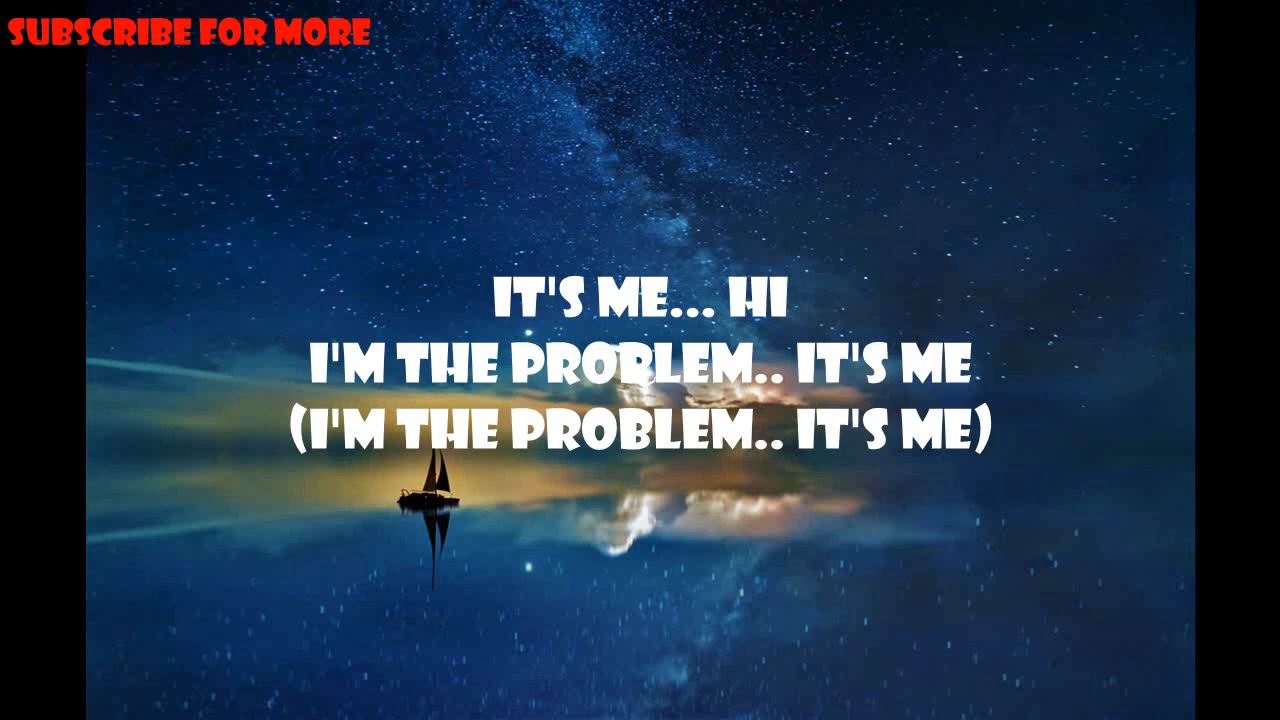 SUBSCRIBE FOR MORE
IT'S ME... HI
I'M THE PROBLEM.. IT'S ME
(I'M THE PROBLEM.. IT'S ME)